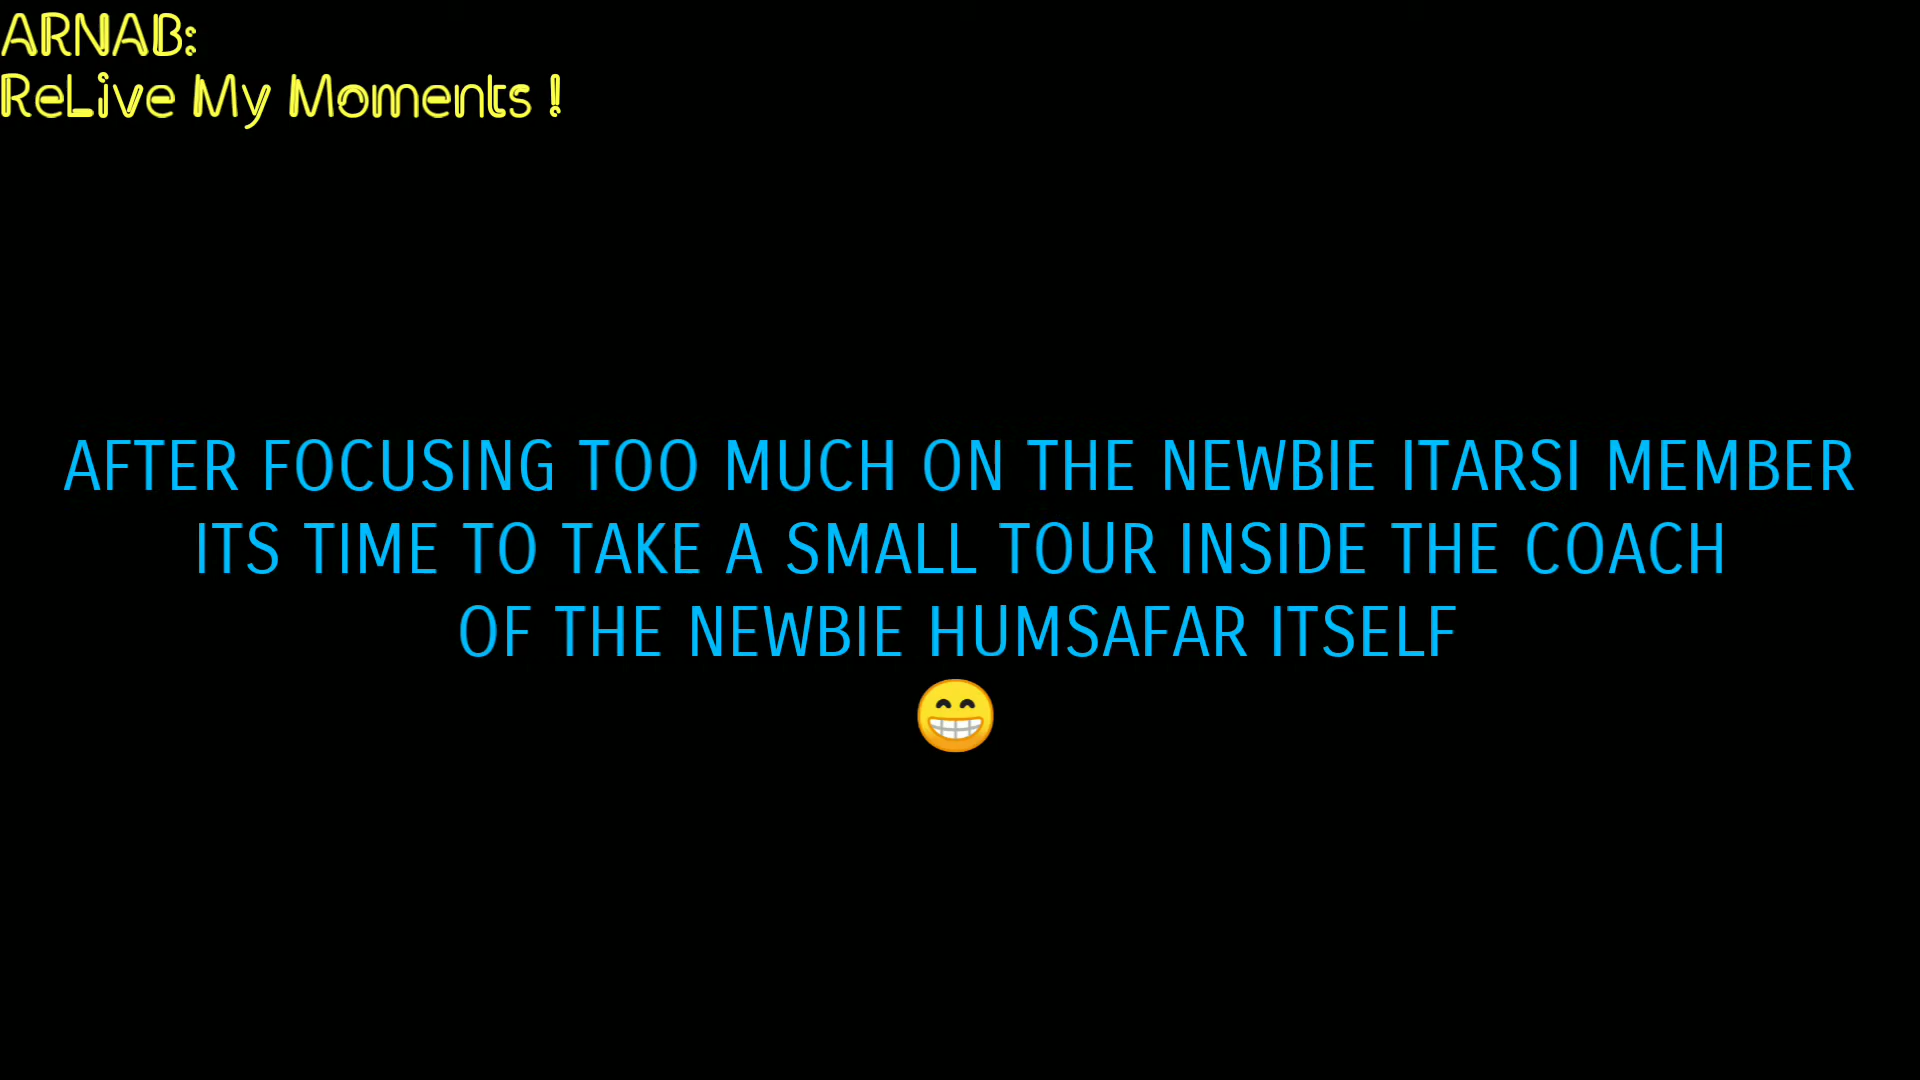 ARNAB:
ReLive My Moments !
AFTER FOCUSING TOO MUCH ON THE NEWBIE ITARSI MEMBER
ITS TIME TO TAKE A SMALL TOUR INSIDE THE COACH
OF THE NEWBIE HUMSAFAR ITSELF
😁